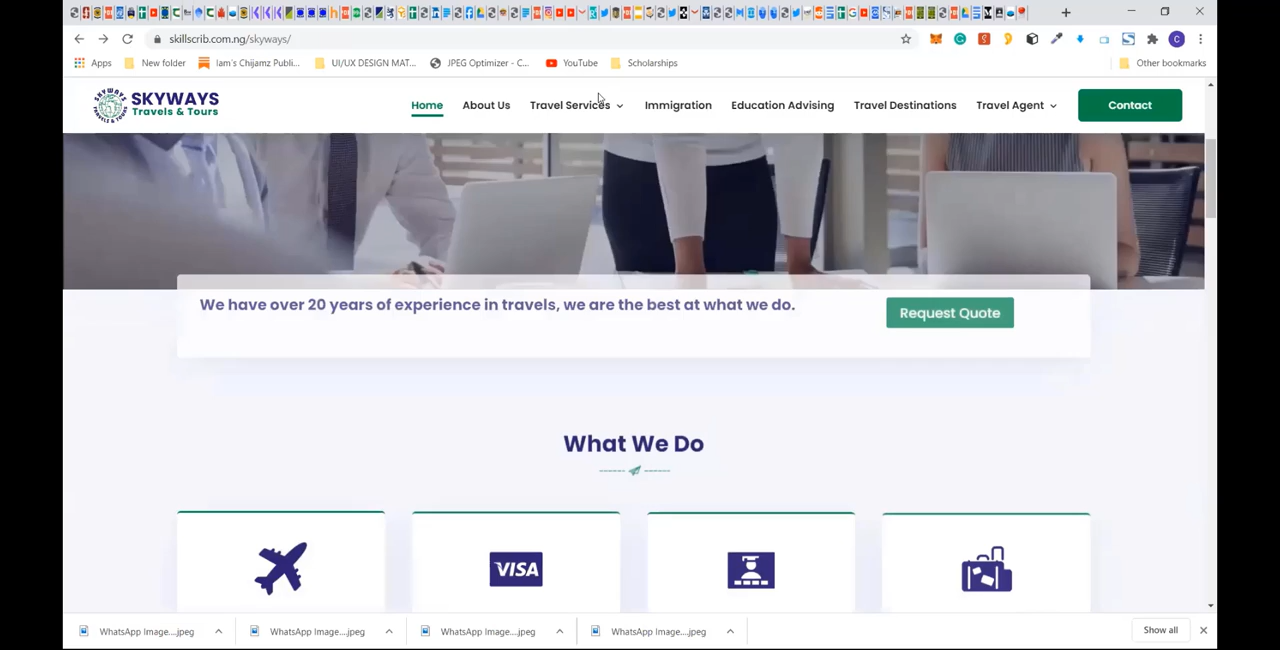 skillscrib.com.ng/skyways/
Apps New folder Iam's Chijamz Publi... UI/UX DESIGN MAT... JPEG Optimizer - C... YouTube Scholarships Other bookmarks
SKYWAYS
Travels & Tours
Home About Us Travel Services Immigration Education Advising Travel Destinations Travel Agent Contact
We have over 20 years of experience in travels, we are the best at what we do.
Request Quote
What We Do
VISA
WhatsApp Image....jpeg WhatsApp Image....jpeg WhatsApp Image....jpeg WhatsApp Image....jpeg Show all